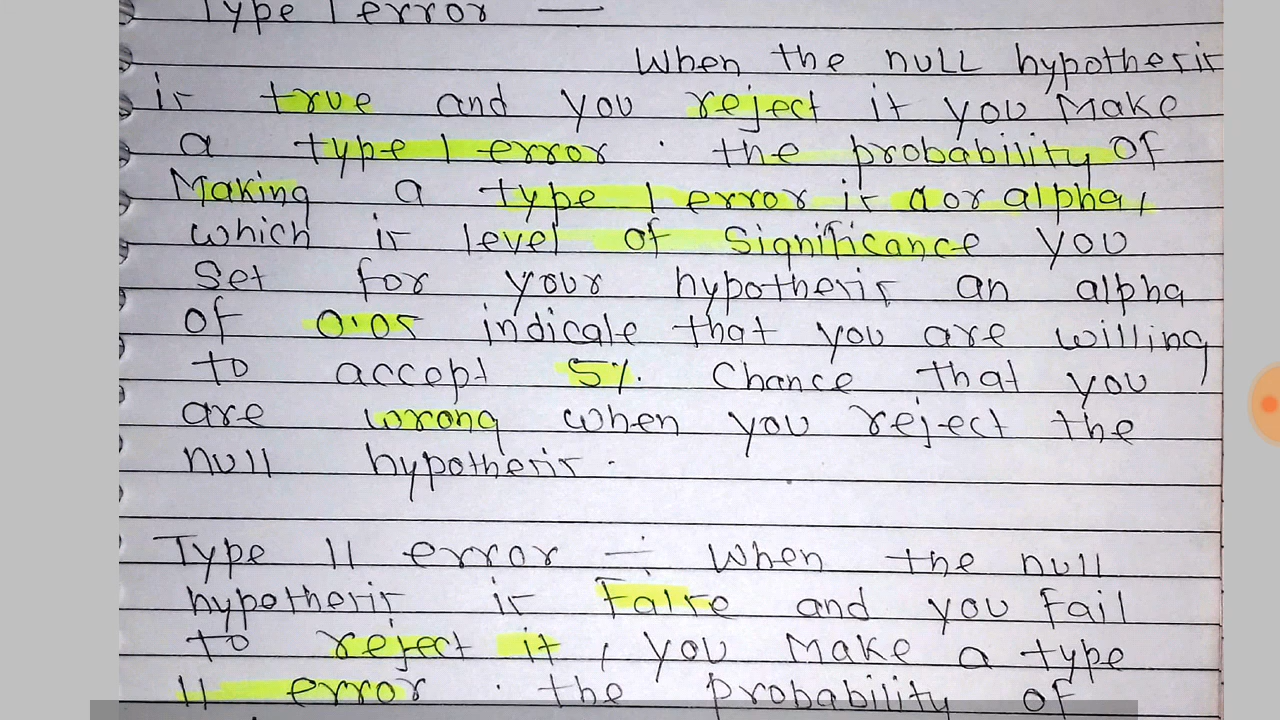 Type I error —
When the null hypothesis
is true and you reject it you Make
a type I error . the probability of
Making a type I error is α or alpha,
which is level of Significance you
Set for your hypothesis an alpha
of 0.05 indicate that you are willing
to accept 5% Chance that you
are wrong when you reject the
null hypothesis .
Type II error ÷ When the null
hypothesis is False and you Fail
to reject it , you Make a type
II error . the probability of